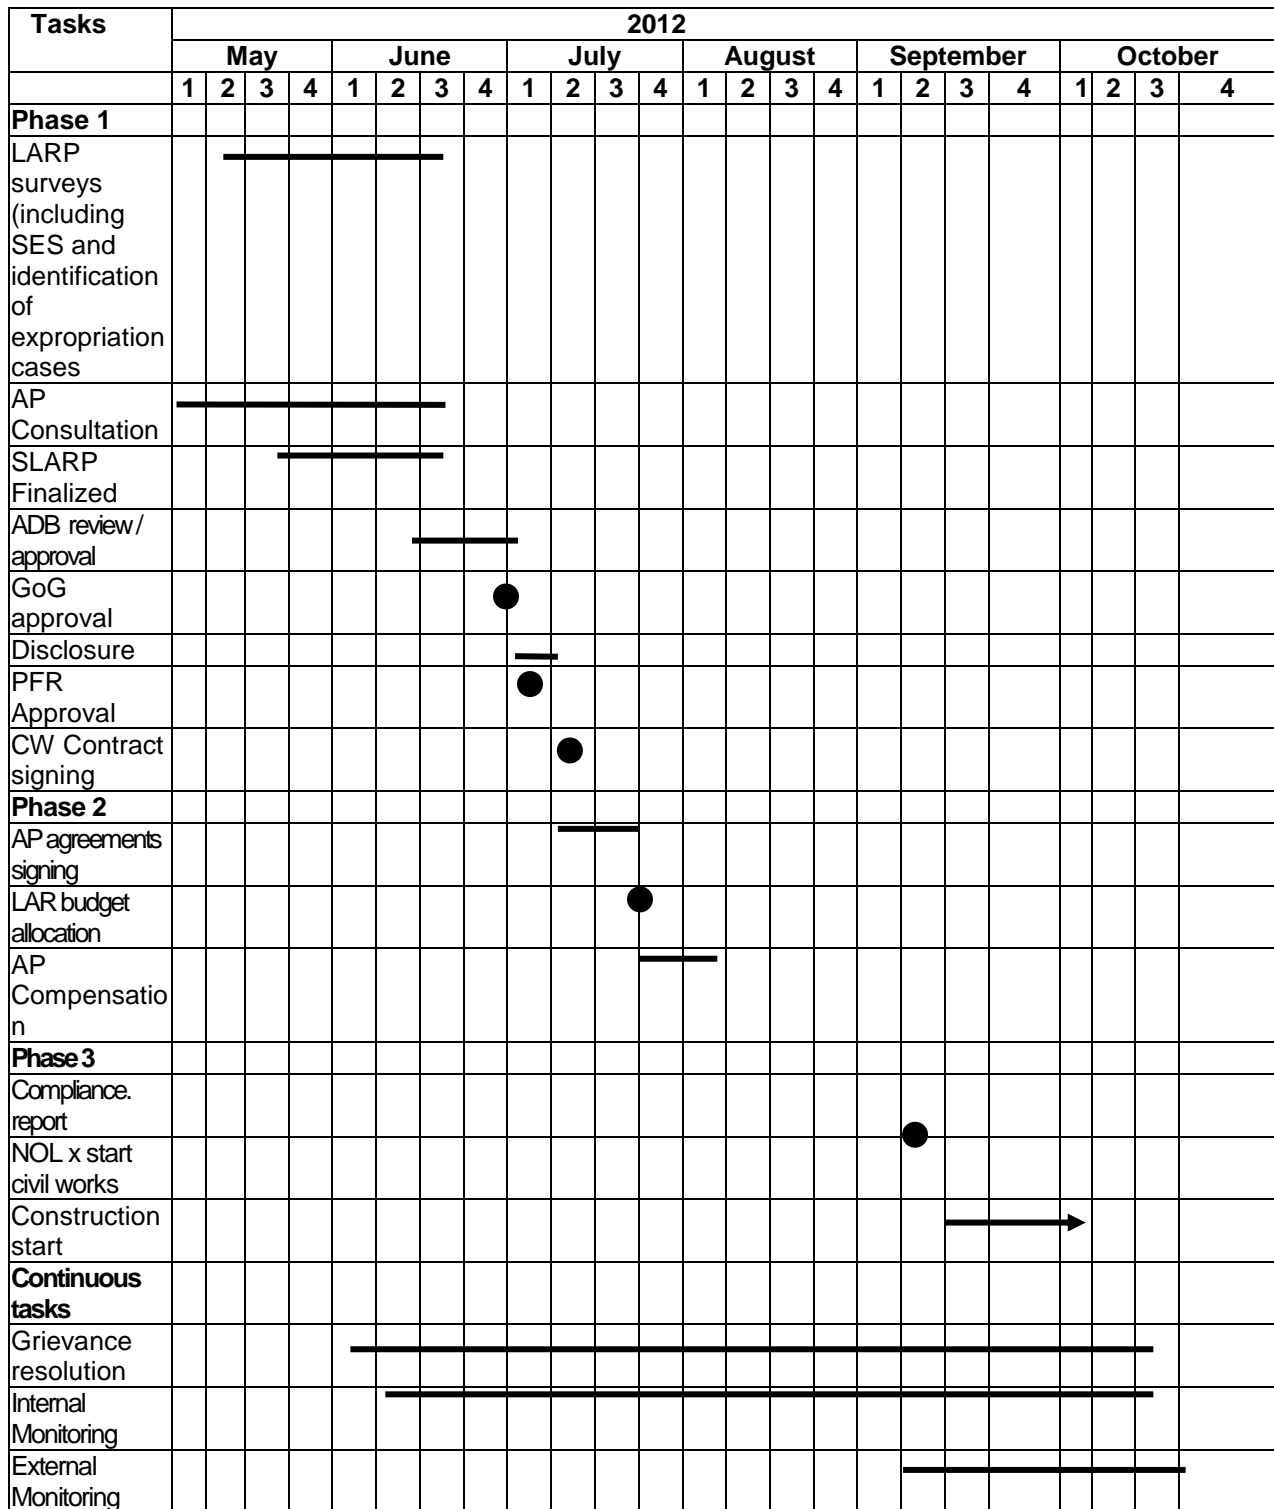 Tasks 2012
May June July August September October
1 2 3 4 1 2 3 4 1 2 3 4 1 2 3 4 1 2 3 4 1 2 3 4
Phase 1
LARP
surveys
(including
SES and
identification
of
expropriation
cases
AP
Consultation
SLARP
Finalized
ADB review /
approval
GoG
approval
Disclosure
PFR
Approval
CW Contract
signing
Phase 2
AP agreements
signing
LAR budget
allocation
AP
Compensatio
n
Phase 3
Compliance.
report
NOL x start
civil works
Construction
start
Continuous
tasks
Grievance
resolution
Internal
Monitoring
External
Monitoring